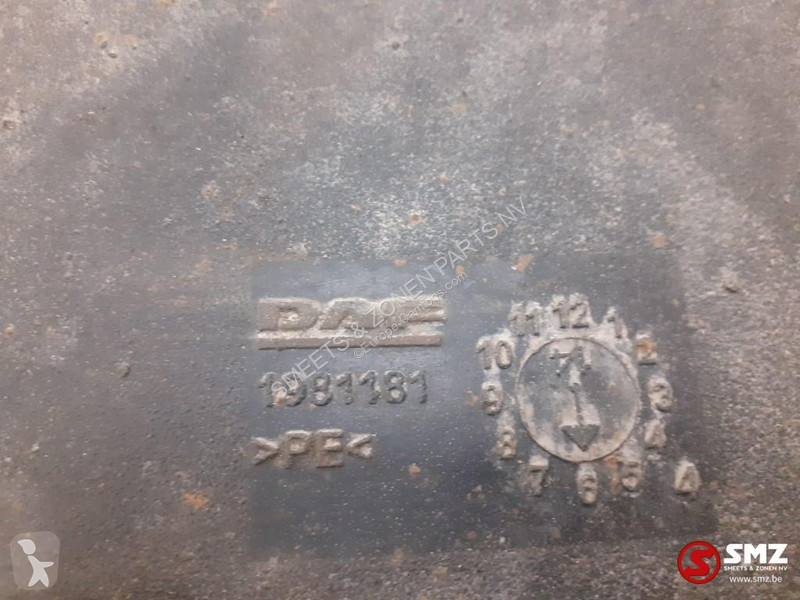 DAF
1981181
>PE<
11 12 1
10 2
9 3
8 4
7 6 5 A
SMEETS & ZONEN PARTS NV
SMZ
SMEETS & ZONEN NV
www.smz.be